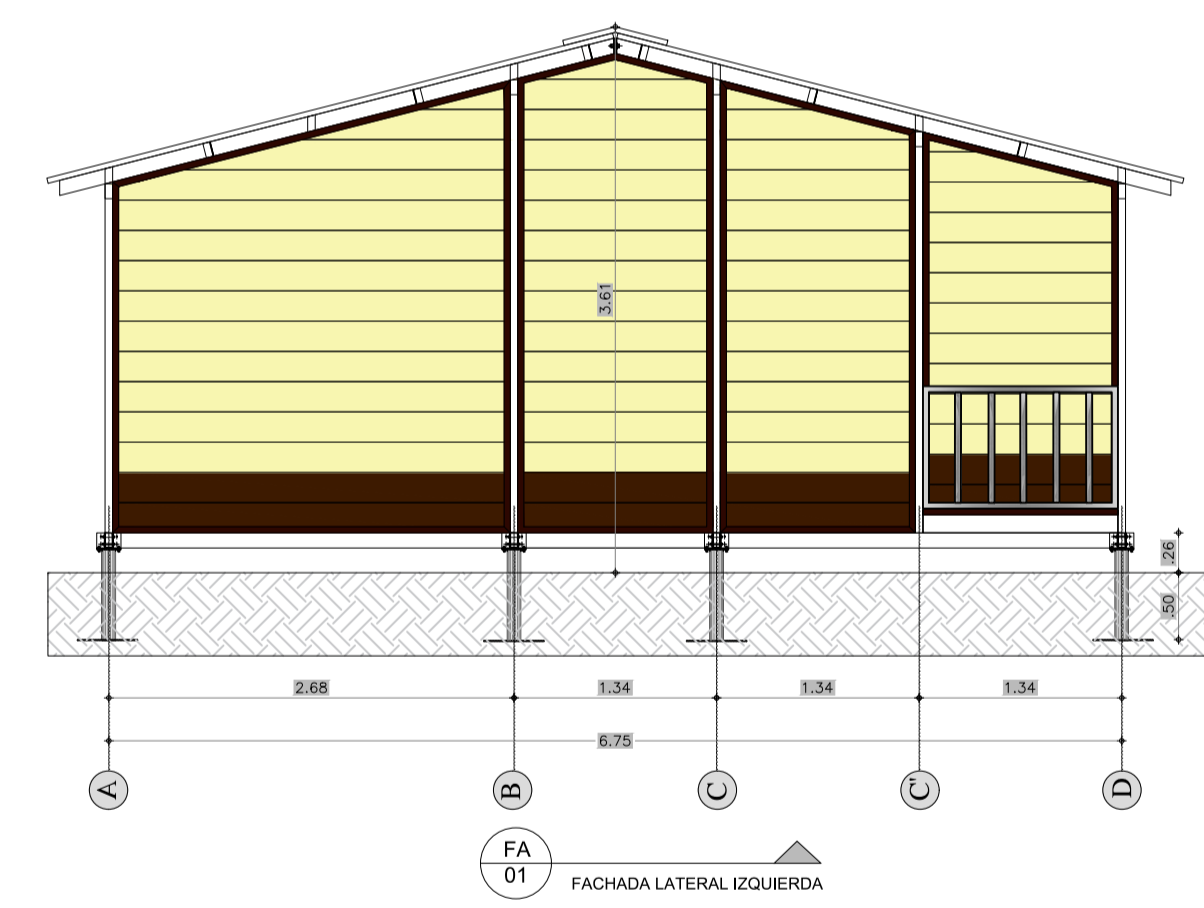 3.61
.26
.50
2.68
1.34
1.34
1.34
6.75
A
B
C
C'
D
FA
01
FACHADA LATERAL IZQUIERDA